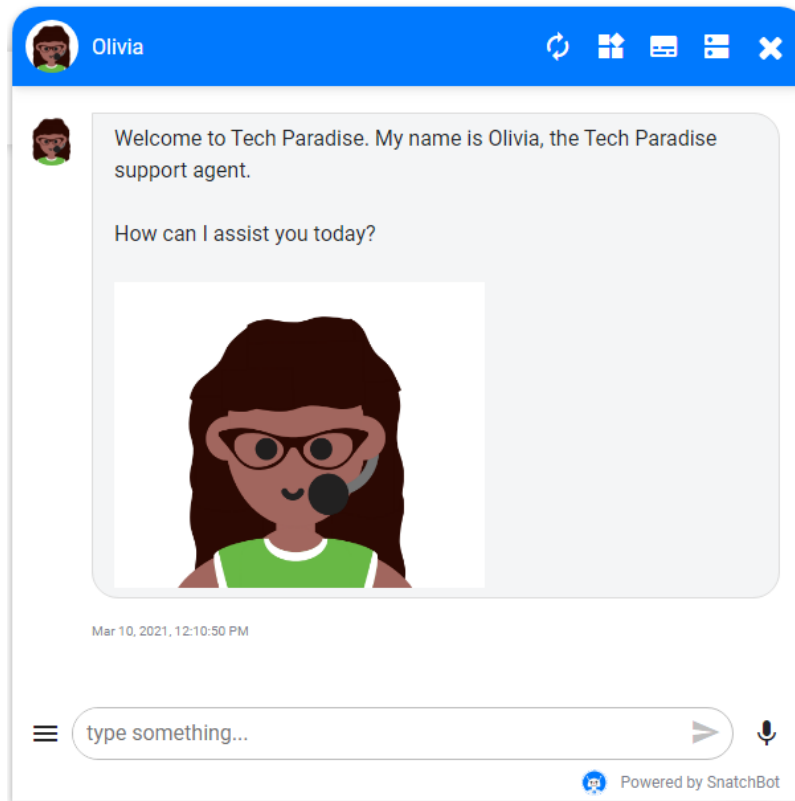 Olivia
Welcome to Tech Paradise. My name is Olivia, the Tech Paradise
support agent.
How can I assist you today?
Mar 10, 2021, 12:10:50 PM
type something...
Powered by SnatchBot